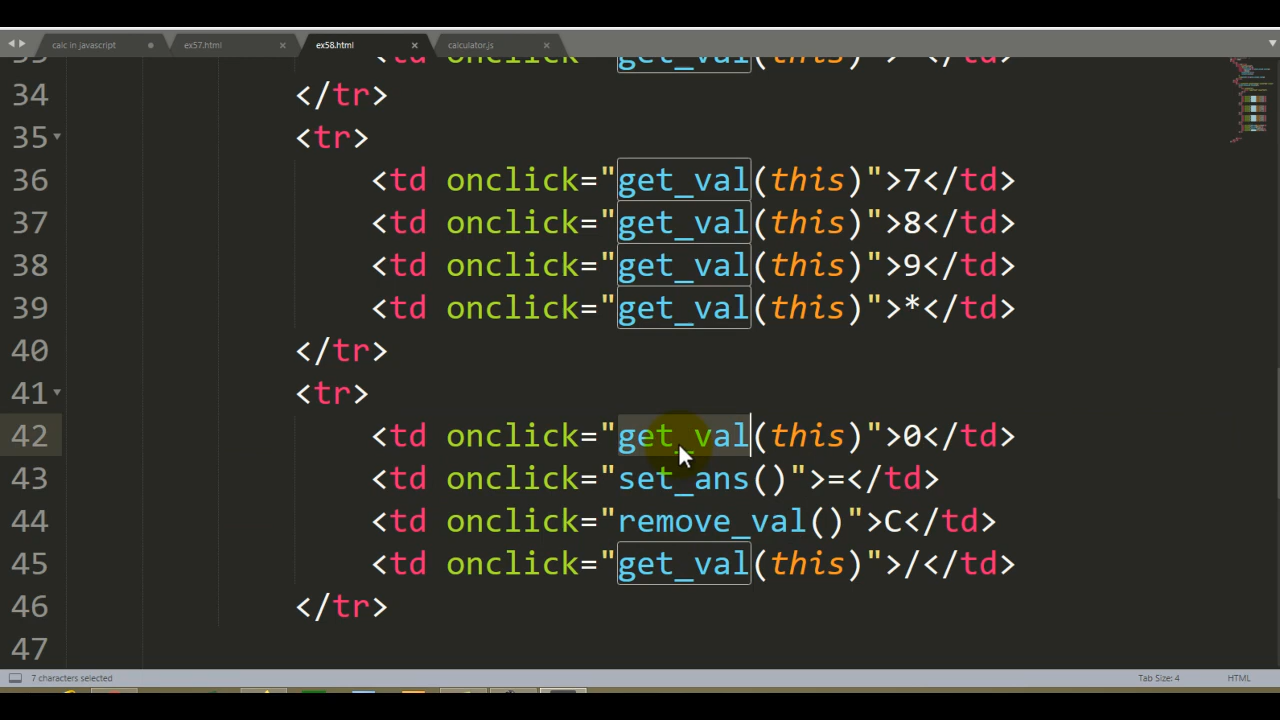 calc in javascript
ex57.html
ex58.html
calculator.js
<td onclick="get_val(this)"> </td>
34 </tr>
35 <tr>
36 <td onclick="get_val(this)">7</td>
37 <td onclick="get_val(this)">8</td>
38 <td onclick="get_val(this)">9</td>
39 <td onclick="get_val(this)">*</td>
40 </tr>
41 <tr>
42 <td onclick="get_val(this)">0</td>
43 <td onclick="set_ans()">=</td>
44 <td onclick="remove_val()">C</td>
45 <td onclick="get_val(this)">/</td>
46 </tr>
47
7 characters selected
Tab Size: 4
HTML